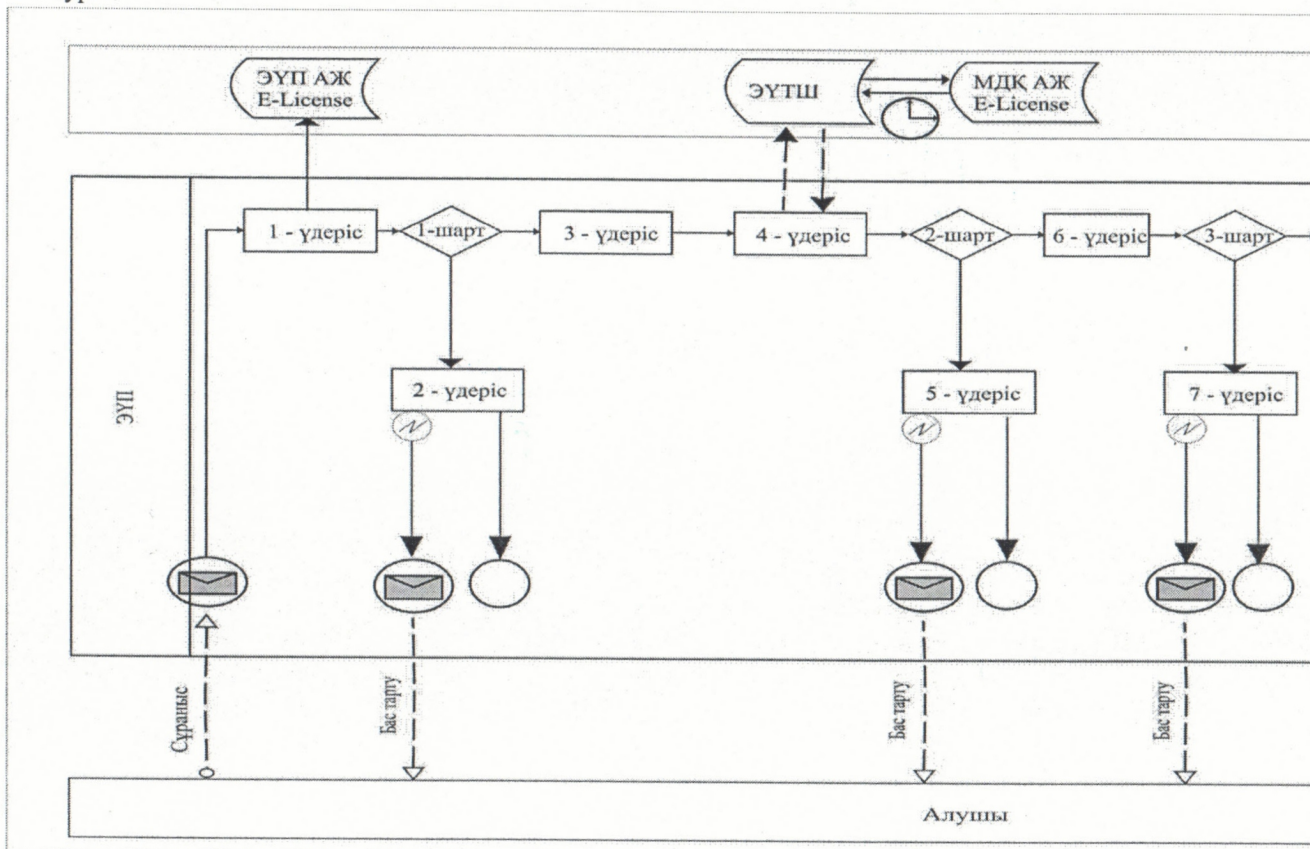 ЭҮП АЖ
E-License
ЭҮТШ
МДҚ АЖ
E-License
1 - үдеріс
1-шарт
3 - үдеріс
4 - үдеріс
2-шарт
6 - үдеріс
3-шарт
2 - үдеріс
5 - үдеріс
7 - үдеріс
ЭҮП
Сұраныс
Бас тарту
Бас тарту
Бас тарту
Алушы